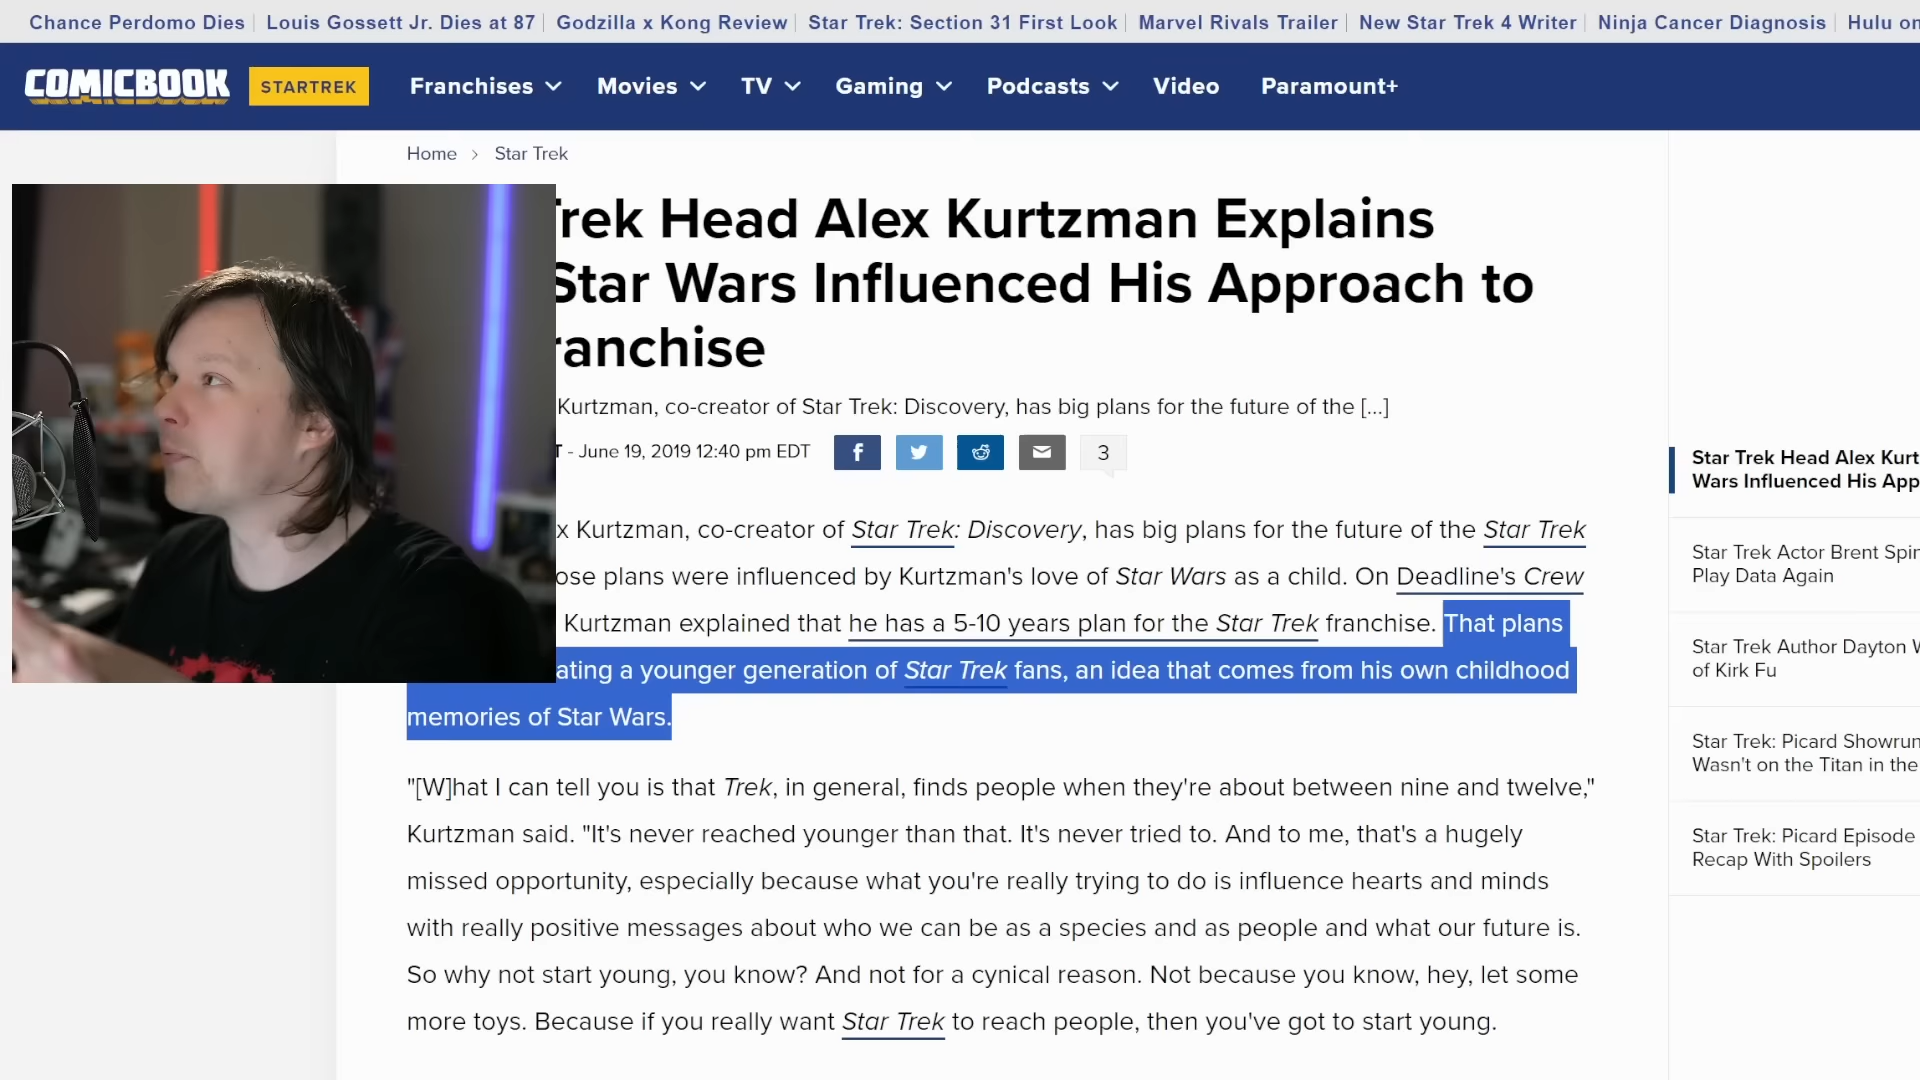 Chance Perdomo Dies Louis Gossett Jr. Dies at 87 Godzilla x Kong Review Star Trek: Section 31 First Look Marvel Rivals Trailer New Star Trek 4 Writer Ninja Cancer Diagnosis Hulu on
COMICBOOK STARTREK Franchises Movies TV Gaming Podcasts Video Paramount+
Home > Star Trek
Trek Head Alex Kurtzman Explains
Star Wars Influenced His Approach to
ranchise
Kurtzman, co-creator of Star Trek: Discovery, has big plans for the future of the [...]
T - June 19, 2019 12:40 pm EDT
3
x Kurtzman, co-creator of Star Trek: Discovery, has big plans for the future of the Star Trek
ose plans were influenced by Kurtzman's love of Star Wars as a child. On Deadline's Crew
Kurtzman explained that he has a 5-10 years plan for the Star Trek franchise. That plans
ating a younger generation of Star Trek fans, an idea that comes from his own childhood
memories of Star Wars.
"[W]hat I can tell you is that Trek, in general, finds people when they're about between nine and twelve,"
Kurtzman said. "It's never reached younger than that. It's never tried to. And to me, that's a hugely
missed opportunity, especially because what you're really trying to do is influence hearts and minds
with really positive messages about who we can be as a species and as people and what our future is.
So why not start young, you know? And not for a cynical reason. Not because you know, hey, let some
more toys. Because if you really want Star Trek to reach people, then you've got to start young.
Star Trek Head Alex Kurt
Wars Influenced His App
Star Trek Actor Brent Spin
Play Data Again
Star Trek Author Dayton W
of Kirk Fu
Star Trek: Picard Showrun
Wasn't on the Titan in the
Star Trek: Picard Episode
Recap With Spoilers